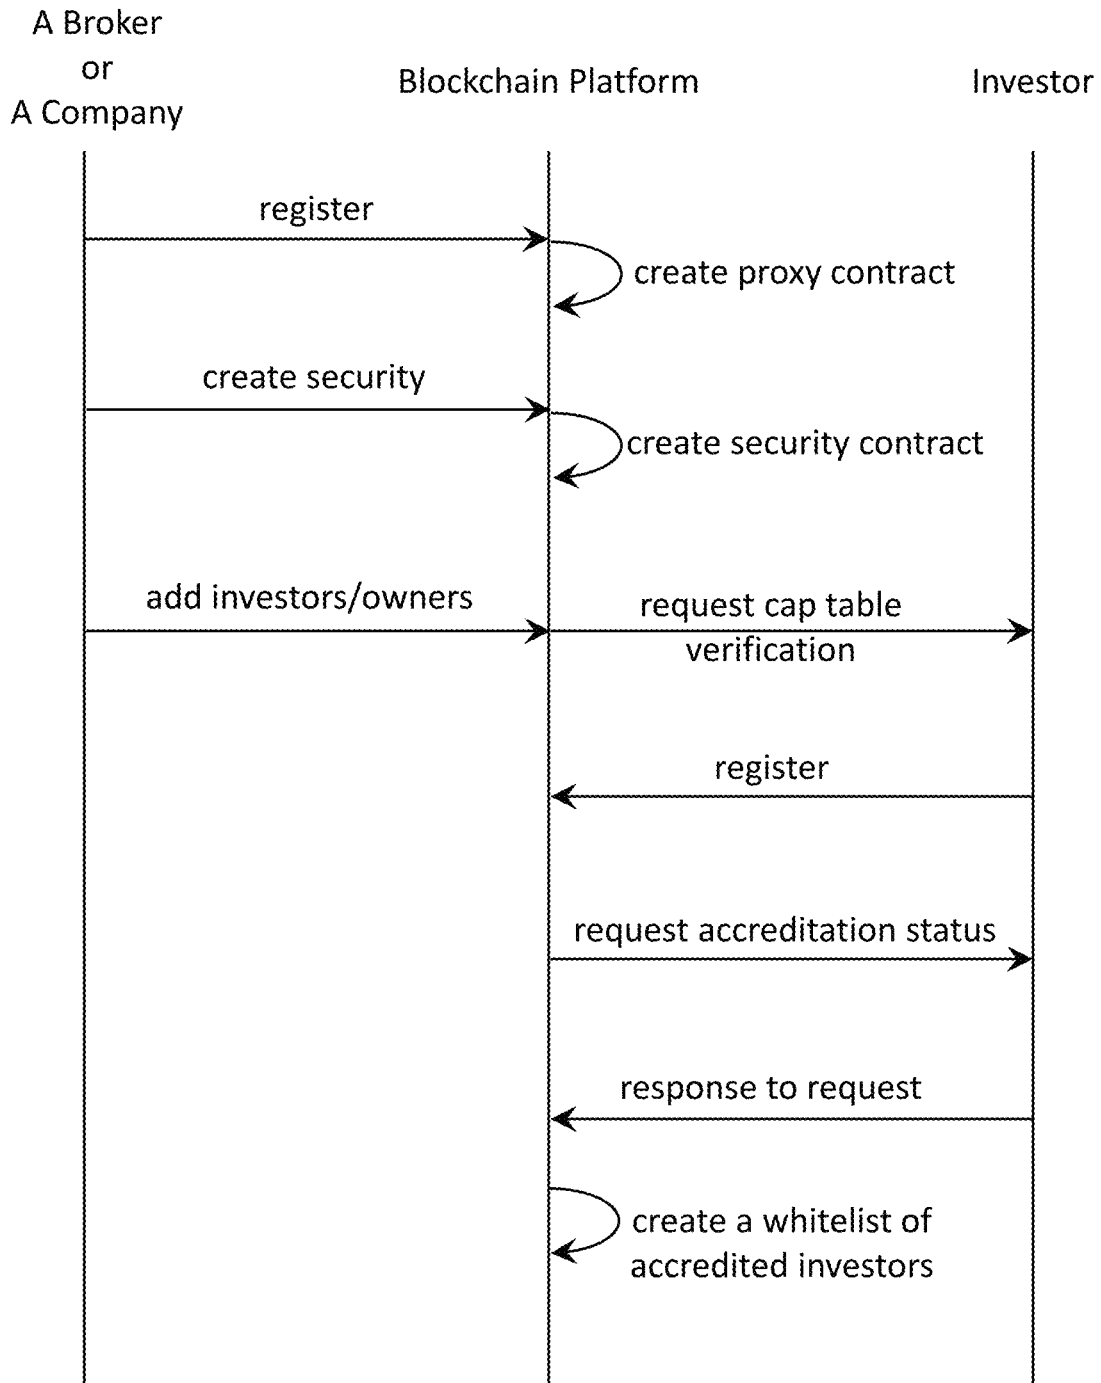 A Broker
or
A Company
Blockchain Platform
Investor
register
create proxy contract
create security
create security contract
add investors/owners
request cap table
verification
register
request accreditation status
response to request
create a whitelist of
accredited investors